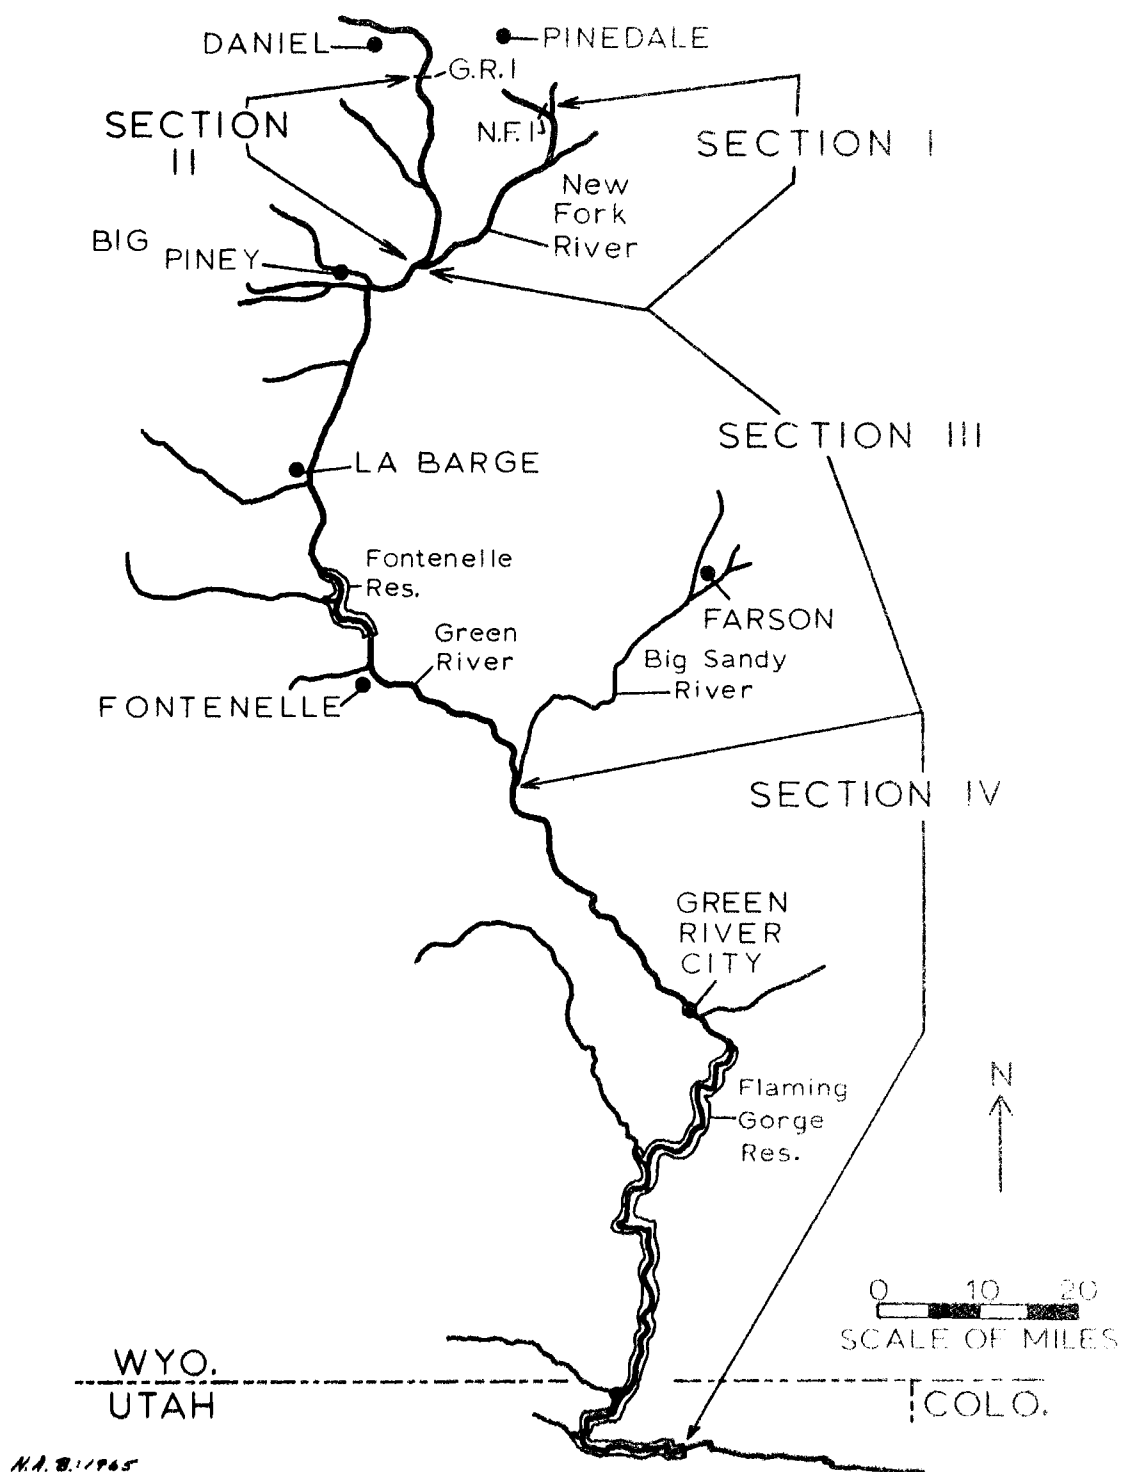 DANIEL
PINEDALE
G.R.1
SECTION
II
N.F.1
SECTION I
New
Fork
River
BIG
PINEY
SECTION III
LA BARGE
Fontenelle
Res.
FARSON
Green
River
Big Sandy
River
FONTENELLE
SECTION IV
GREEN
RIVER
CITY
N
Flaming
Gorge
Res.
0 10 20
SCALE OF MILES
WYO.
UTAH
COLO.
N.A.B.:1965